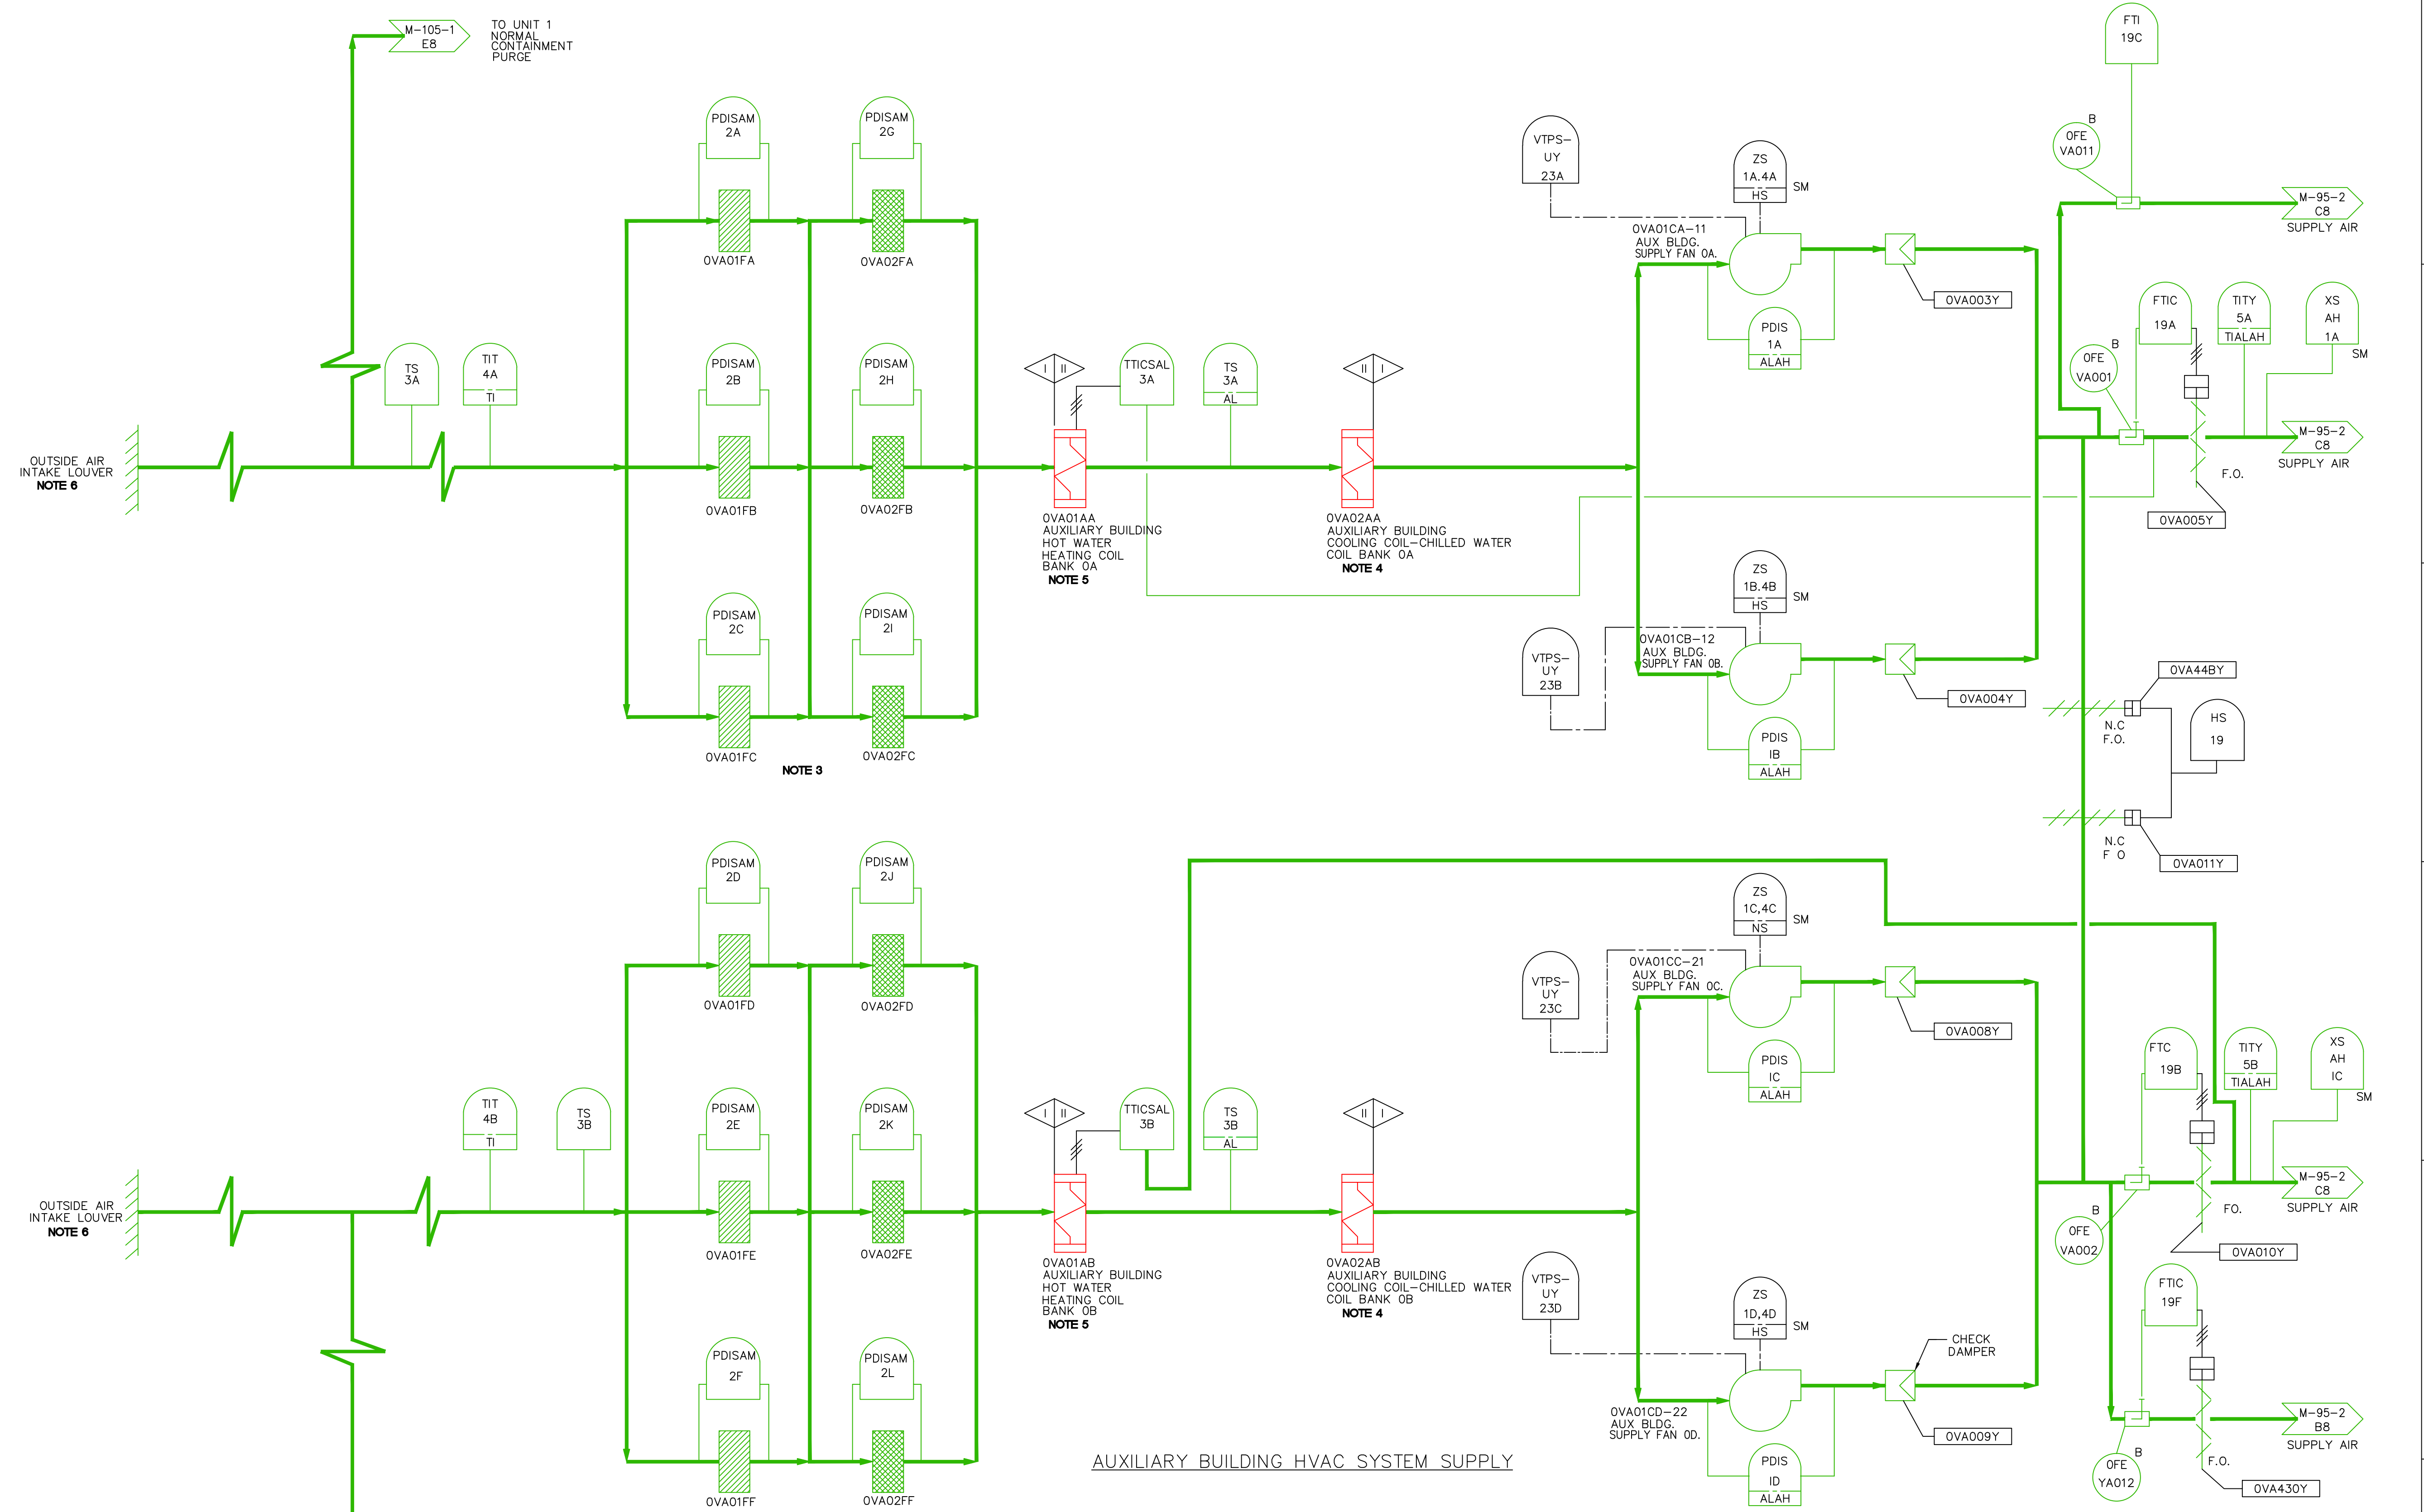 M-105-1
E8
TO UNIT 1
NORMAL
CONTAINMENT
PURGE
FTI
19C
B
OFE
VA011
M-95-2
C8
SUPPLY AIR
PDISAM
2A
PDISAM
2G
0VA01FA
0VA02FA
VTPS-
UY
23A
ZS
1A.4A
HS
SM
0VA01CA-11
AUX BLDG.
SUPPLY FAN 0A.
0VA003Y
PDIS
1A
ALAH
FTIC
19A
TITY
5A
TIALAH
XS
AH
1A
SM
B
OFE
VA001
M-95-2
C8
SUPPLY AIR
F.O.
0VA005Y
TS
3A
TIT
4A
TI
OUTSIDE AIR
INTAKE LOUVER
NOTE 6
PDISAM
2B
PDISAM
2H
0VA01FB
0VA02FB
I II
TTICSAL
3A
TS
3A
AL
II I
0VA01AA
AUXILIARY BUILDING
HOT WATER
HEATING COIL
BANK 0A
NOTE 5
0VA02AA
AUXILIARY BUILDING
COOLING COIL-CHILLED WATER
COIL BANK 0A
NOTE 4
PDISAM
2C
PDISAM
2I
0VA01FC
0VA02FC
NOTE 3
ZS
1B.4B
HS
SM
VTPS-
UY
23B
0VA01CB-12
AUX BLDG.
SUPPLY FAN 0B.
0VA004Y
PDIS
IB
ALAH
0VA44BY
N.C
F.O.
HS
19
N.C
F O
0VA011Y
PDISAM
2D
PDISAM
2J
0VA01FD
0VA02FD
ZS
1C,4C
NS
SM
VTPS-
UY
23C
0VA01CC-21
AUX BLDG.
SUPPLY FAN 0C.
0VA008Y
PDIS
IC
ALAH
FTC
19B
TITY
5B
TIALAH
XS
AH
IC
SM
M-95-2
C8
SUPPLY AIR
B
OFE
VA002
FO.
0VA010Y
TIT
4B
TI
TS
3B
OUTSIDE AIR
INTAKE LOUVER
NOTE 6
PDISAM
2E
PDISAM
2K
0VA01FE
0VA02FE
I II
TTICSAL
3B
TS
3B
AL
II I
0VA01AB
AUXILIARY BUILDING
HOT WATER
HEATING COIL
BANK 0B
NOTE 5
0VA02AB
AUXILIARY BUILDING
COOLING COIL-CHILLED WATER
COIL BANK 0B
NOTE 4
PDISAM
2F
PDISAM
2L
0VA01FF
0VA02FF
VTPS-
UY
23D
ZS
1D,4D
HS
SM
CHECK
DAMPER
0VA01CD-22
AUX BLDG.
SUPPLY FAN 0D.
0VA009Y
PDIS
ID
ALAH
FTIC
19F
M-95-2
B8
SUPPLY AIR
B
OFE
YA012
F.O.
0VA430Y
AUXILIARY BUILDING HVAC SYSTEM SUPPLY